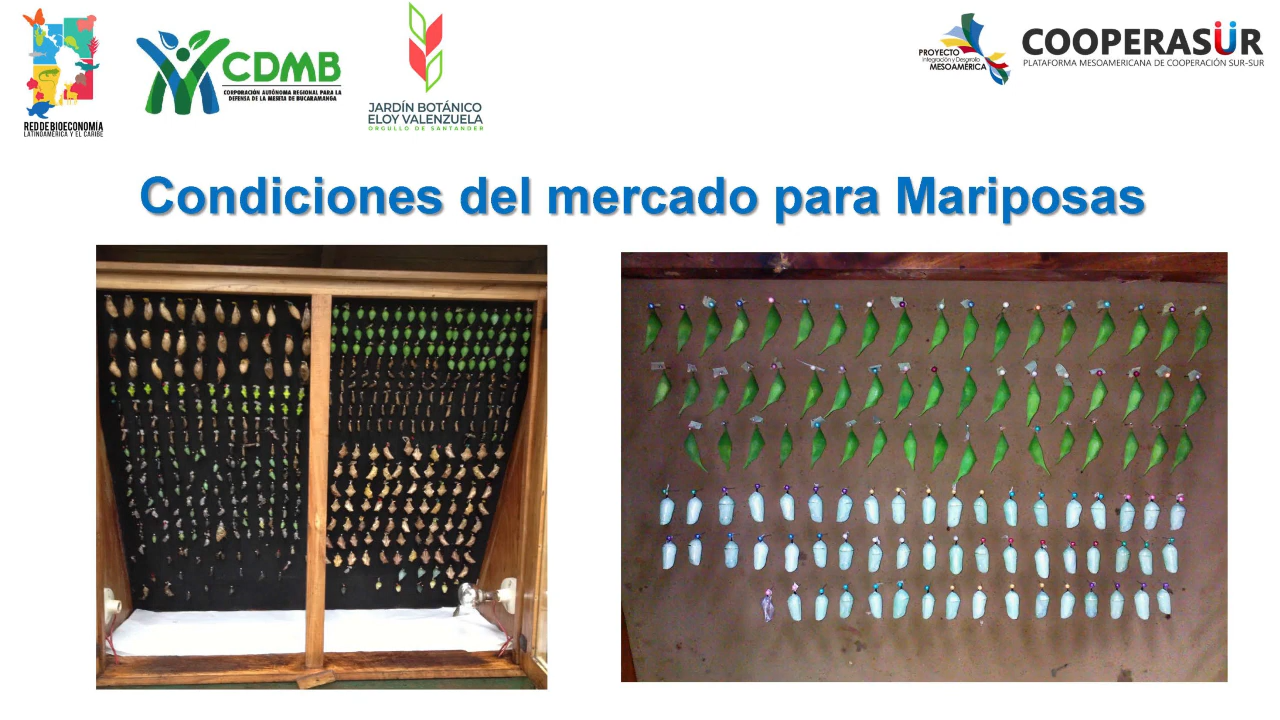 RED DE BIOECONOMÍA
LATINOAMÉRICA Y EL CARIBE
CDMB
CORPORACIÓN AUTÓNOMA REGIONAL PARA LA
DEFENSA DE LA MESETA DE BUCARAMANGA
JARDÍN BOTÁNICO
ELOY VALENZUELA
ORGULLO DE SANTANDER
PROYECTO
Integración y Desarrollo
MESOAMÉRICA
COOPERASUR
PLATAFORMA MESOAMERICANA DE COOPERACIÓN SUR-SUR
Condiciones del mercado para Mariposas